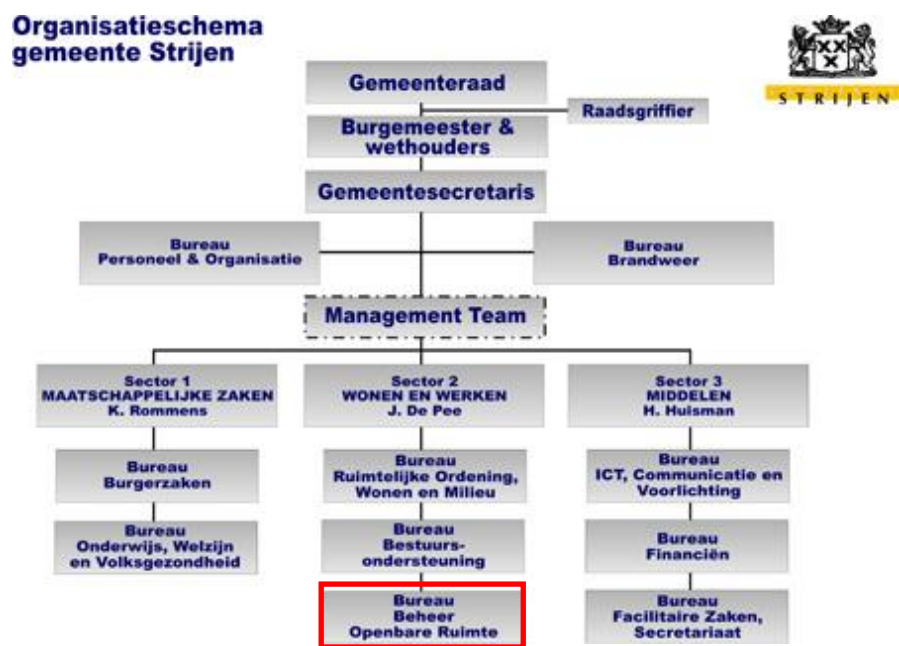 Organisatieschema
gemeente Strijen
XXX
X
STRIJEN
Gemeenteraad
Raadsgriffier
Burgemeester &
wethouders
Gemeentesecretaris
Bureau
Personeel & Organisatie
Bureau
Brandweer
Management Team
Sector 1
MAATSCHAPPELIJKE ZAKEN
K. Rommens
Sector 2
WONEN EN WERKEN
J. De Pee
Sector 3
MIDDELEN
H. Huisman
Bureau
Burgerzaken
Bureau
Ruimtelijke Ordening,
Wonen en Milieu
Bureau
ICT, Communicatie en
Voorlichting
Bureau
Onderwijs, Welzijn
en Volksgezondheid
Bureau
Bestuurs-
ondersteuning
Bureau
Financiën
Bureau
Beheer
Openbare Ruimte
Bureau
Facilitaire Zaken,
Secretariaat